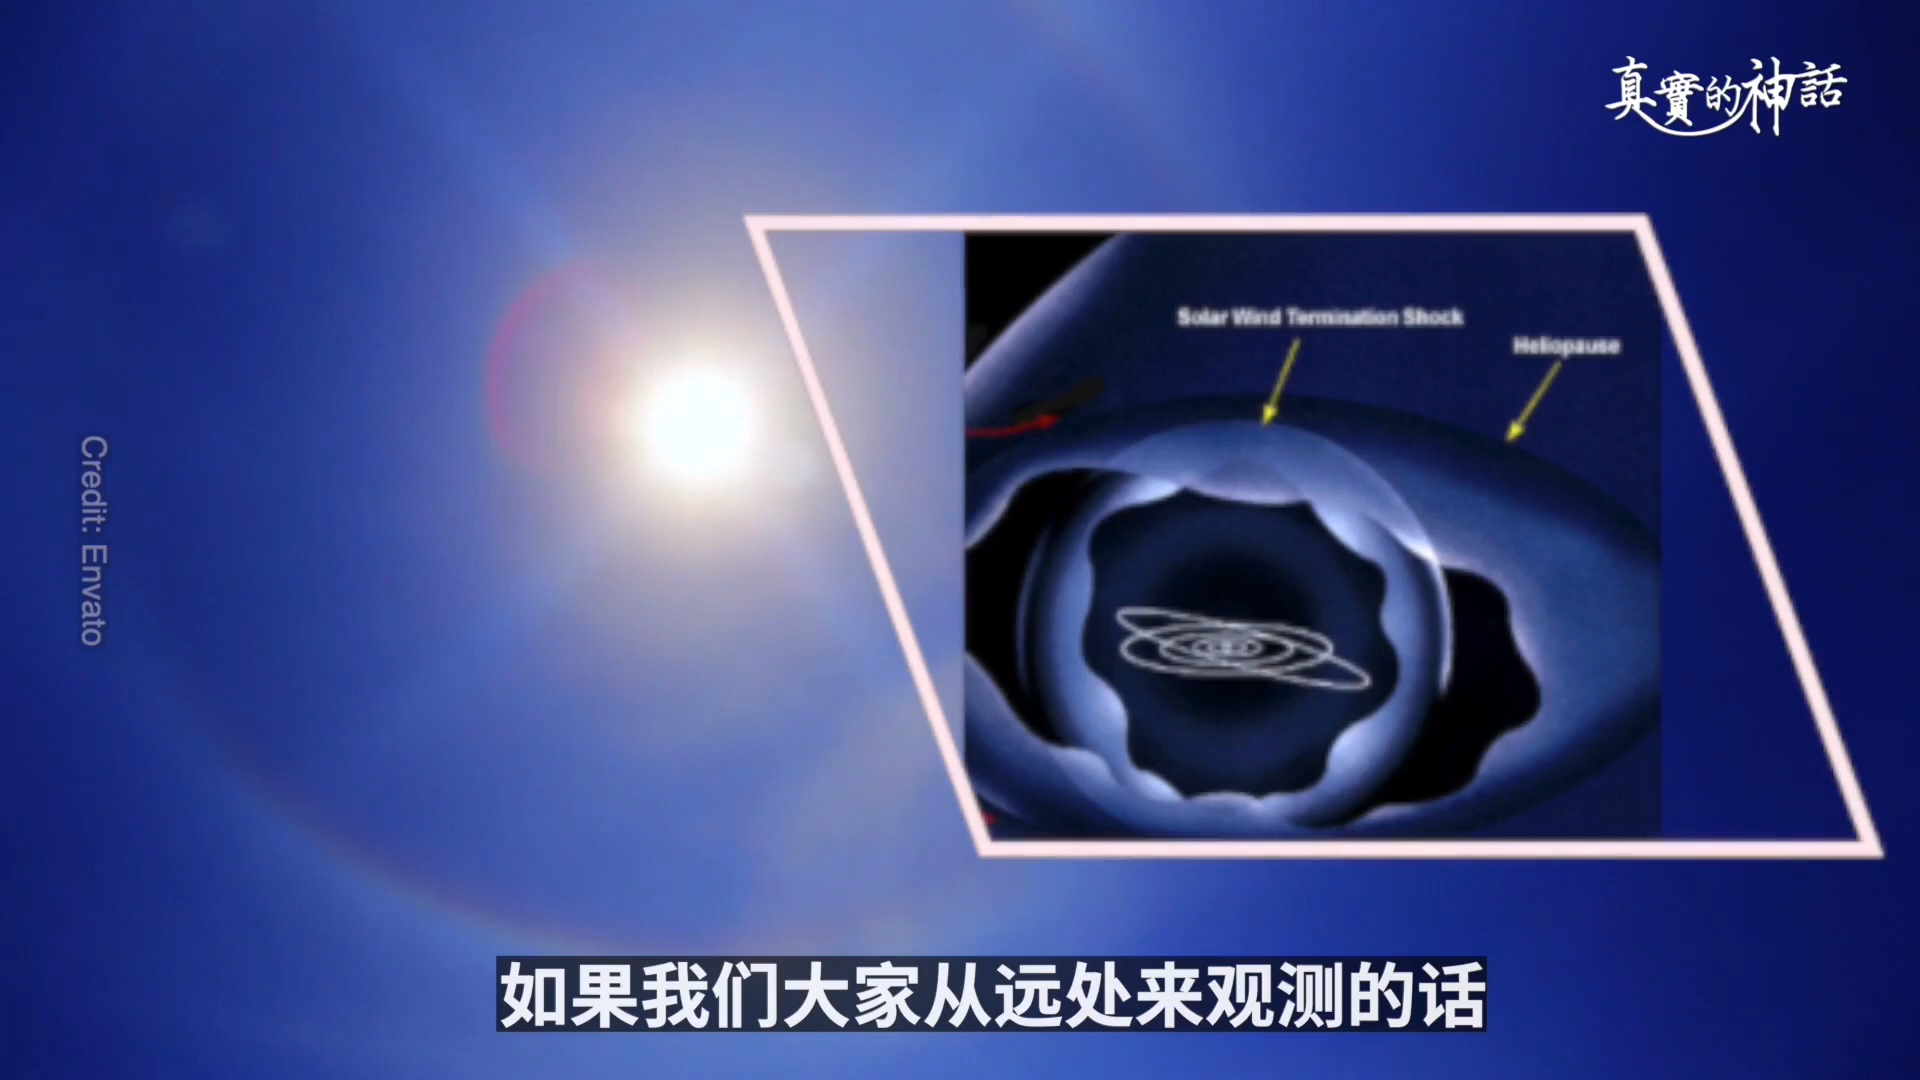 真實的神話
Solar Wind Termination Shock
Heliopause
Credit: Envato
如果我们大家从远处来观测的话